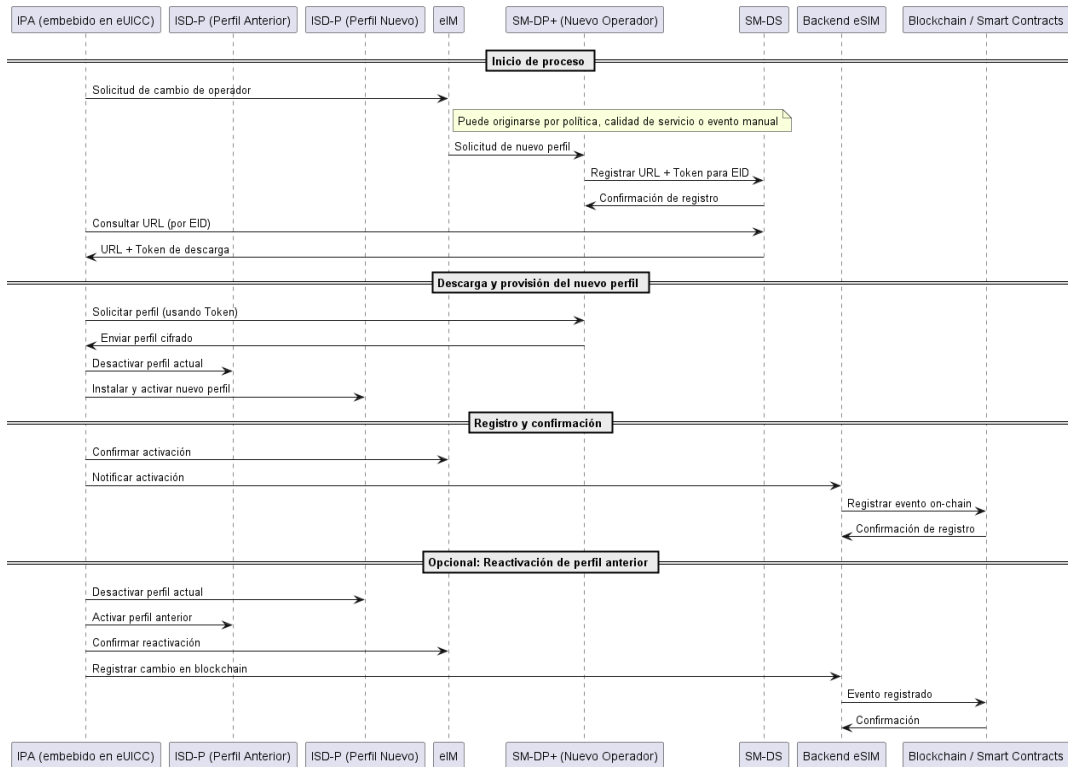 IPA (embebido en eUICC) ISD-P (Perfil Anterior) ISD-P (Perfil Nuevo) eIM SM-DP+ (Nuevo Operador) SM-DS Backend eSIM Blockchain / Smart Contracts
Inicio de proceso
Solicitud de cambio de operador
Puede originarse por política, calidad de servicio o evento manual
Solicitud de nuevo perfil
Registrar URL + Token para EID
Confirmación de registro
Consultar URL (por EID)
URL + Token de descarga
Descarga y provisión del nuevo perfil
Solicitar perfil (usando Token)
Enviar perfil cifrado
Desactivar perfil actual
Instalar y activar nuevo perfil
Registro y confirmación
Confirmar activación
Notificar activación
Registrar evento on-chain
Confirmación de registro
Opcional: Reactivación de perfil anterior
Desactivar perfil actual
Activar perfil anterior
Confirmar reactivación
Registrar cambio en blockchain
Evento registrado
Confirmación
IPA (embebido en eUICC) ISD-P (Perfil Anterior) ISD-P (Perfil Nuevo) eIM SM-DP+ (Nuevo Operador) SM-DS Backend eSIM Blockchain / Smart Contracts